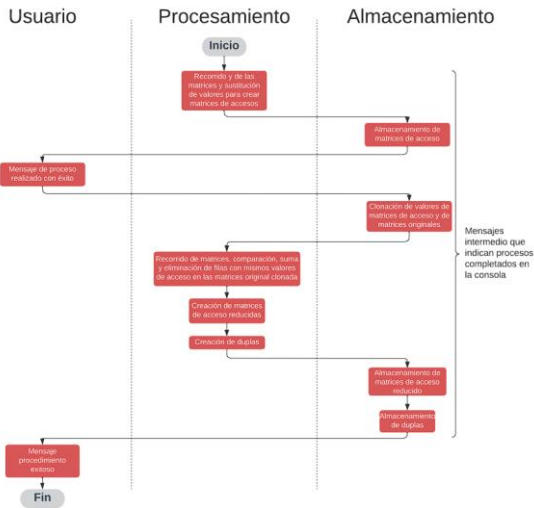 Usuario
Procesamiento
Almacenamiento
Inicio
Recorrido y de las
matrices y sustitución
de valores para crear
matrices de accesos
Almacenamiento de
matrices de acceso
Mensaje de proceso
realizado con éxito
Clonación de valores de
matrices de acceso y de
matrices originales
Mensajes
intermedio que
indican procesos
completados en
la consola
Recorrido de matrices, comparación, suma
y eliminación de filas con mismos valores
de acceso en las matrices original clonada
Creación de matrices
de acceso reducidas
Creación de duplas
Almacenamiento de
matrices de acceso
reducido
Almacenamiento
de duplas
Mensaje
procedimiento
exitoso
Fin